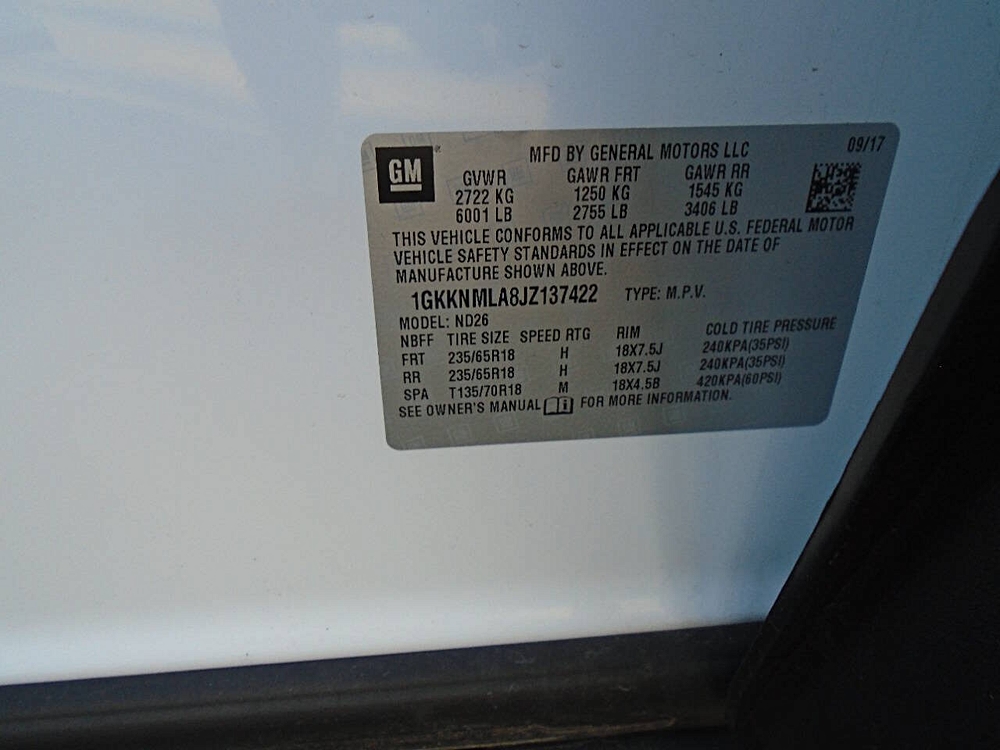 GM
MFD BY GENERAL MOTORS LLC 09/17
GVWR GAWR FRT GAWR RR
2722 KG 1250 KG 1545 KG
6001 LB 2755 LB 3406 LB
THIS VEHICLE CONFORMS TO ALL APPLICABLE U.S. FEDERAL MOTOR
VEHICLE SAFETY STANDARDS IN EFFECT ON THE DATE OF
MANUFACTURE SHOWN ABOVE.
1GKKNMLA8JZ137422 TYPE: M.P.V.
MODEL: ND26
NBFF TIRE SIZE SPEED RTG RIM COLD TIRE PRESSURE
FRT 235/65R18 H 18X7.5J 240KPA(35PSI)
RR 235/65R18 H 18X7.5J 240KPA(35PSI)
SPA T135/70R18 M 18X4.5B 420KPA(60PSI)
SEE OWNER'S MANUAL i FOR MORE INFORMATION.